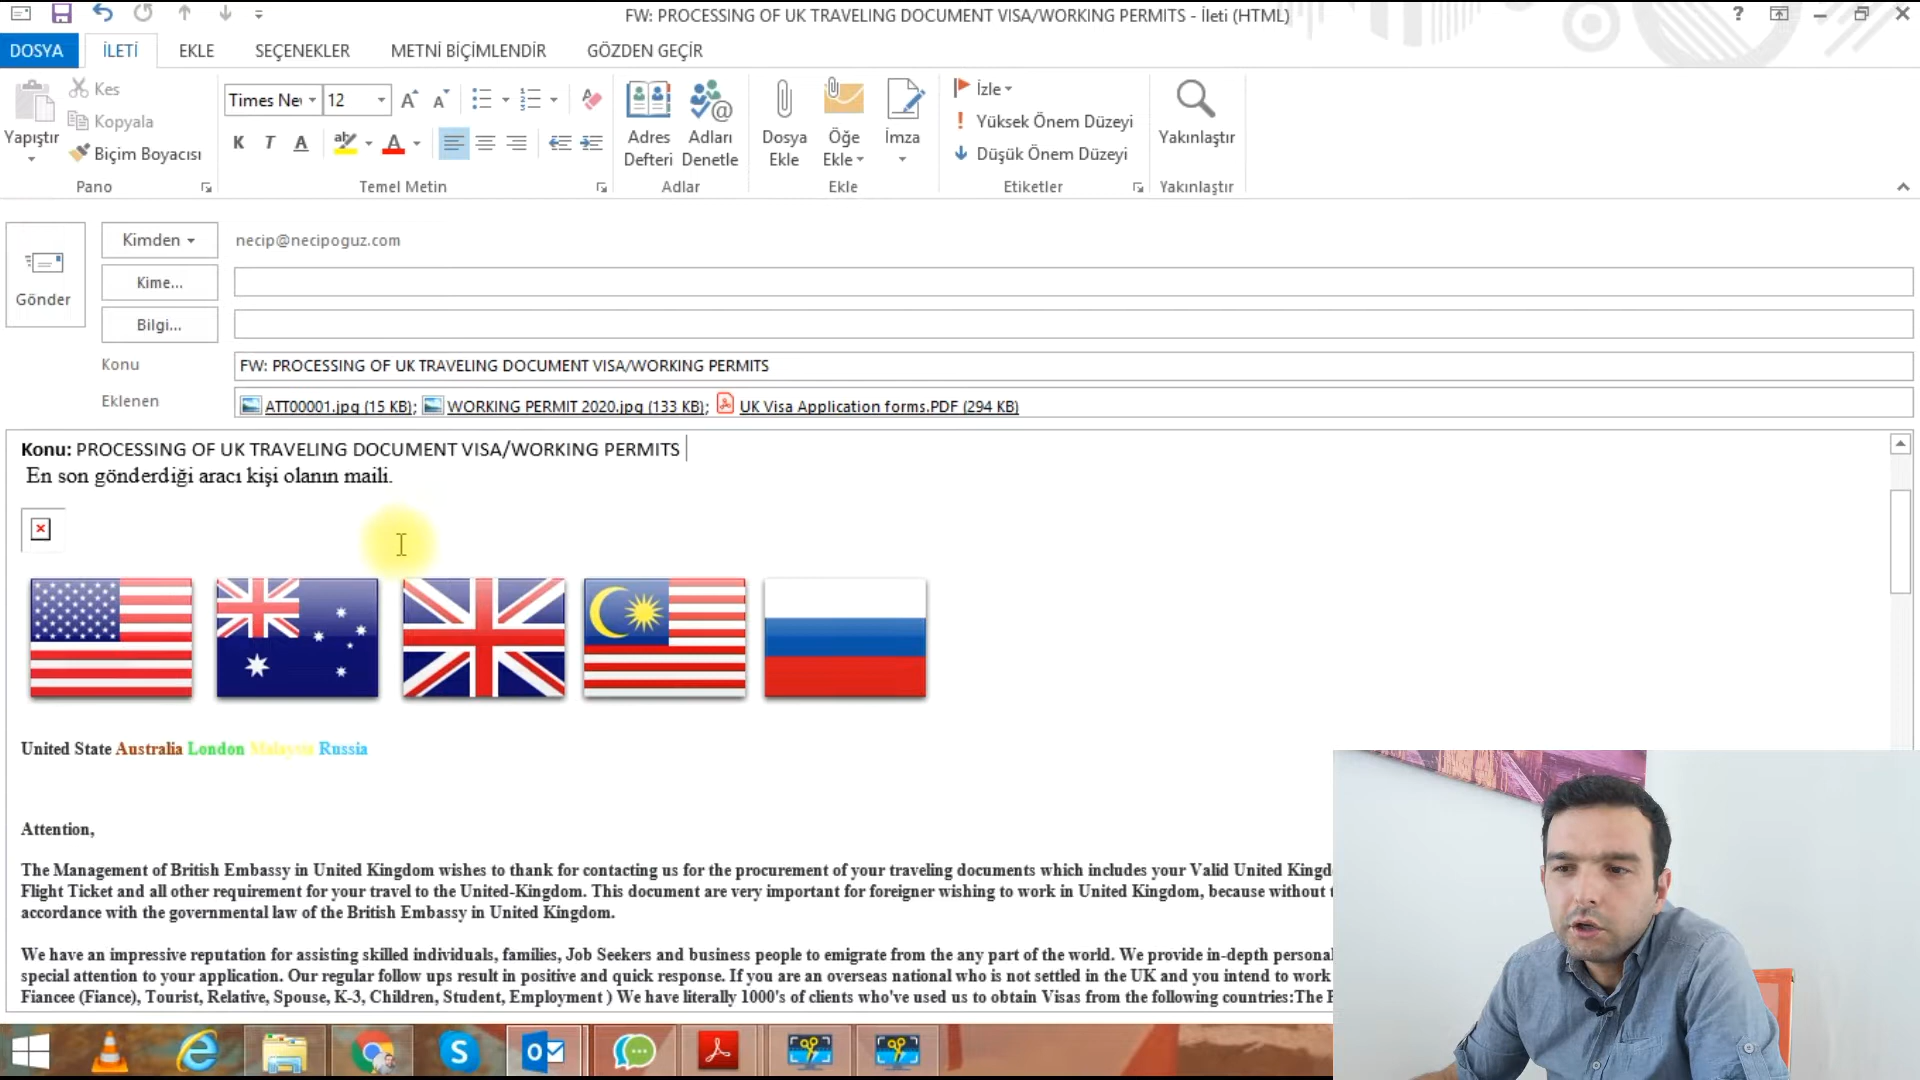 FW: PROCESSING OF UK TRAVELING DOCUMENT VISA/WORKING PERMITS - İleti (HTML)
DOSYA İLETİ EKLE SEÇENEKLER METNİ BİÇİMLENDİR GÖZDEN GEÇİR
Yapıştır
Kes
Kopyala
Biçim Boyacısı
Pano
Times Ne 12
K T A
Temel Metin
Adres Defteri
Adları Denetle
Adlar
Dosya Ekle
Öğe Ekle
İmza
Ekle
İzle
Yüksek Önem Düzeyi
Düşük Önem Düzeyi
Etiketler
Yakınlaştır
Yakınlaştır
Gönder
Kimden necip@necipoguz.com
Kime...
Bilgi...
Konu FW: PROCESSING OF UK TRAVELING DOCUMENT VISA/WORKING PERMITS
Eklenen ATT00001.jpg (15 KB); WORKING PERMIT 2020.jpg (133 KB); UK Visa Application forms.PDF (294 KB)
Konu: PROCESSING OF UK TRAVELING DOCUMENT VISA/WORKING PERMITS
En son gönderdiği aracı kişi olanın maili.
United State Australia London Malaysia Russia
Attention,
The Management of British Embassy in United Kingdom wishes to thank for contacting us for the procurement of your traveling documents which includes your Valid United Kingd
Flight Ticket and all other requirement for your travel to the United-Kingdom. This document are very important for foreigner wishing to work in United Kingdom, because without
accordance with the governmental law of the British Embassy in United Kingdom.
We have an impressive reputation for assisting skilled individuals, families, Job Seekers and business people to emigrate from the any part of the world. We provide in-depth persona
special attention to your application. Our regular follow ups result in positive and quick response. If you are an overseas national who is not settled in the UK and you intend to work
Fiancee (Fiance), Tourist, Relative, Spouse, K-3, Children, Student, Employment ) We have literally 1000's of clients who've used us to obtain Visas from the following countries:The